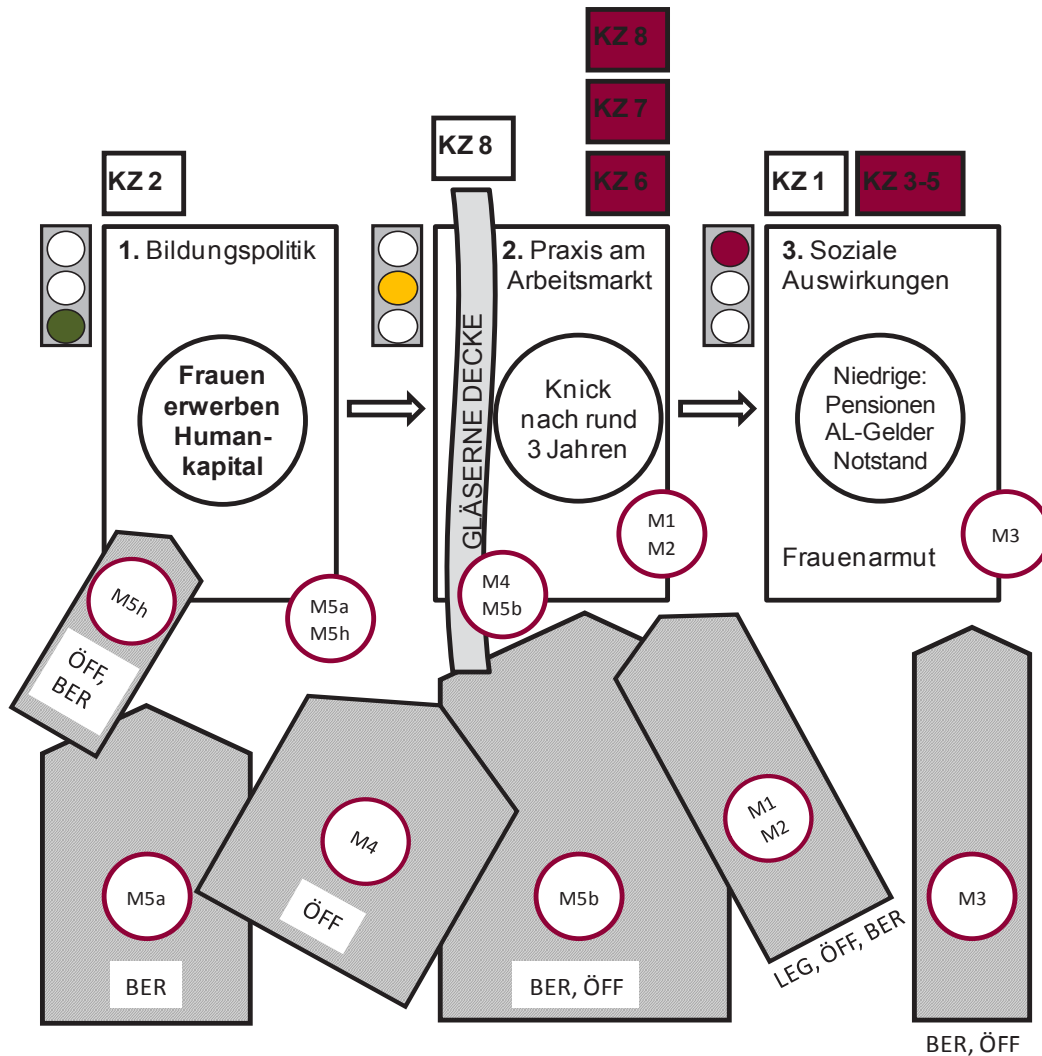 KZ 8
KZ 7
KZ 6
KZ 8
KZ 2
KZ 1
KZ 3-5
1. Bildungspolitik
Frauen
erwerben
Human-
kapital
2. Praxis am
Arbeitsmarkt
GLÄSERNE DECKE
Knick
nach rund
3 Jahren
3. Soziale
Auswirkungen
Niedrige:
Pensionen
AL-Gelder
Notstand
Frauenarmut
M1
M2
M3
M4
M5b
M5a
M5h
M5h
ÖFF,
BER
M5a
BER
M4
ÖFF
M5b
BER, ÖFF
M1
M2
LEG, ÖFF, BER
M3
BER, ÖFF